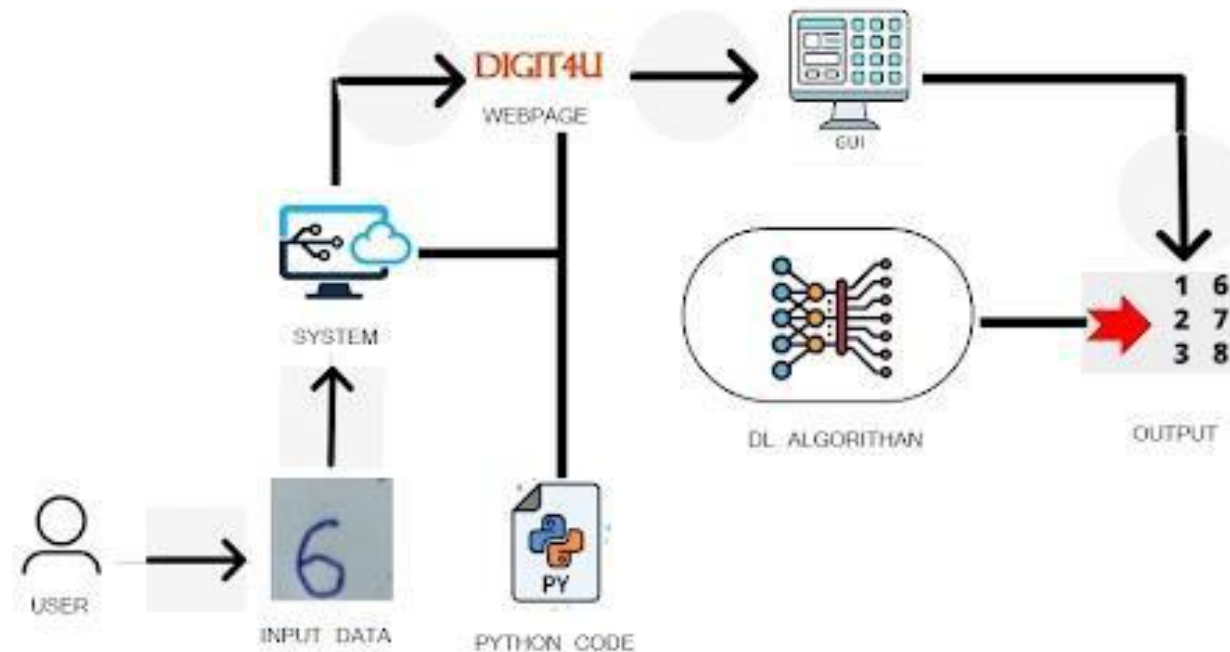 DIGIT4U
WEBPAGE
GUI
SYSTEM
1 6
2 7
3 8
DL ALGORITHAN
OUTPUT
6
PY
USER
INPUT DATA
PYTHON CODE